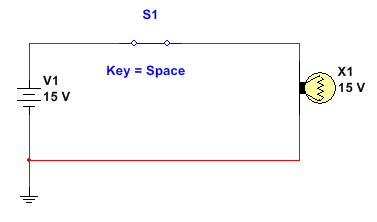 S1
Key = Space
V1
15 V
X1
15 V